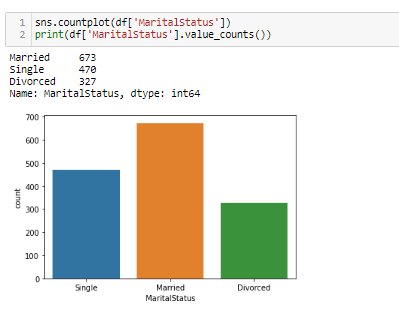 1 sns.countplot(df['MaritalStatus'])
2 print(df['MaritalStatus'].value_counts())
Married     673
Single      470
Divorced    327
Name: MaritalStatus, dtype: int64
700
600
500
400
300
200
100
0
count
Single Married Divorced
MaritalStatus